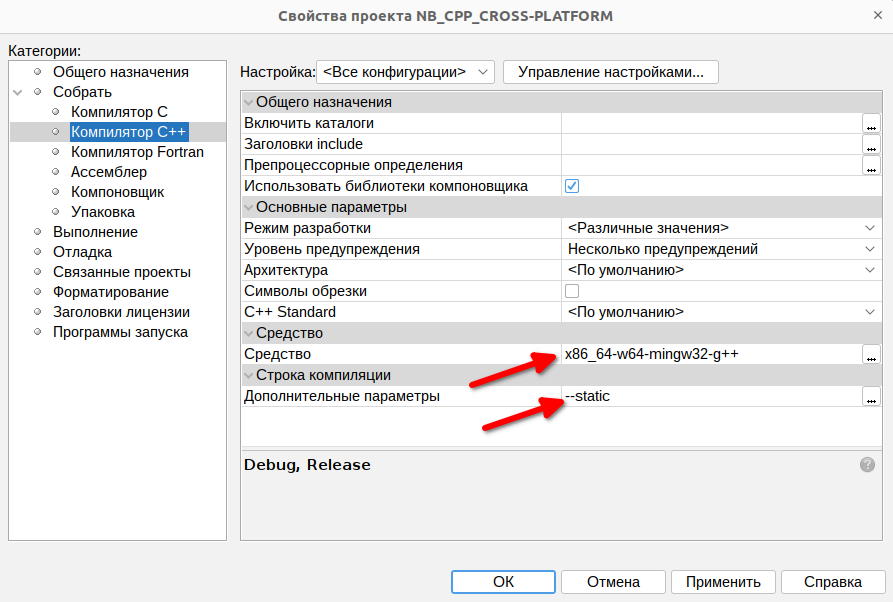 Свойства проекта NB_CPP_CROSS-PLATFORM
Категории:
Общего назначения
Собрать
Компилятор C
Компилятор C++
Компилятор Fortran
Ассемблер
Компоновщик
Упаковка
Выполнение
Отладка
Связанные проекты
Форматирование
Заголовки лицензии
Программы запуска
Настройка: <Все конфигурации> Управление настройками...
Общего назначения
Включить каталоги ...
Заголовки include ...
Препроцессорные определения ...
Использовать библиотеки компоновщика
Основные параметры
Режим разработки <Различные значения>
Уровень предупреждения Несколько предупреждений
Архитектура <По умолчанию>
Символы обрезки
C++ Standard <По умолчанию>
Средство
Средство x86_64-w64-mingw32-g++ ...
Строка компиляции
Дополнительные параметры --static ...
Debug, Release
?
ОК Отмена Применить Справка